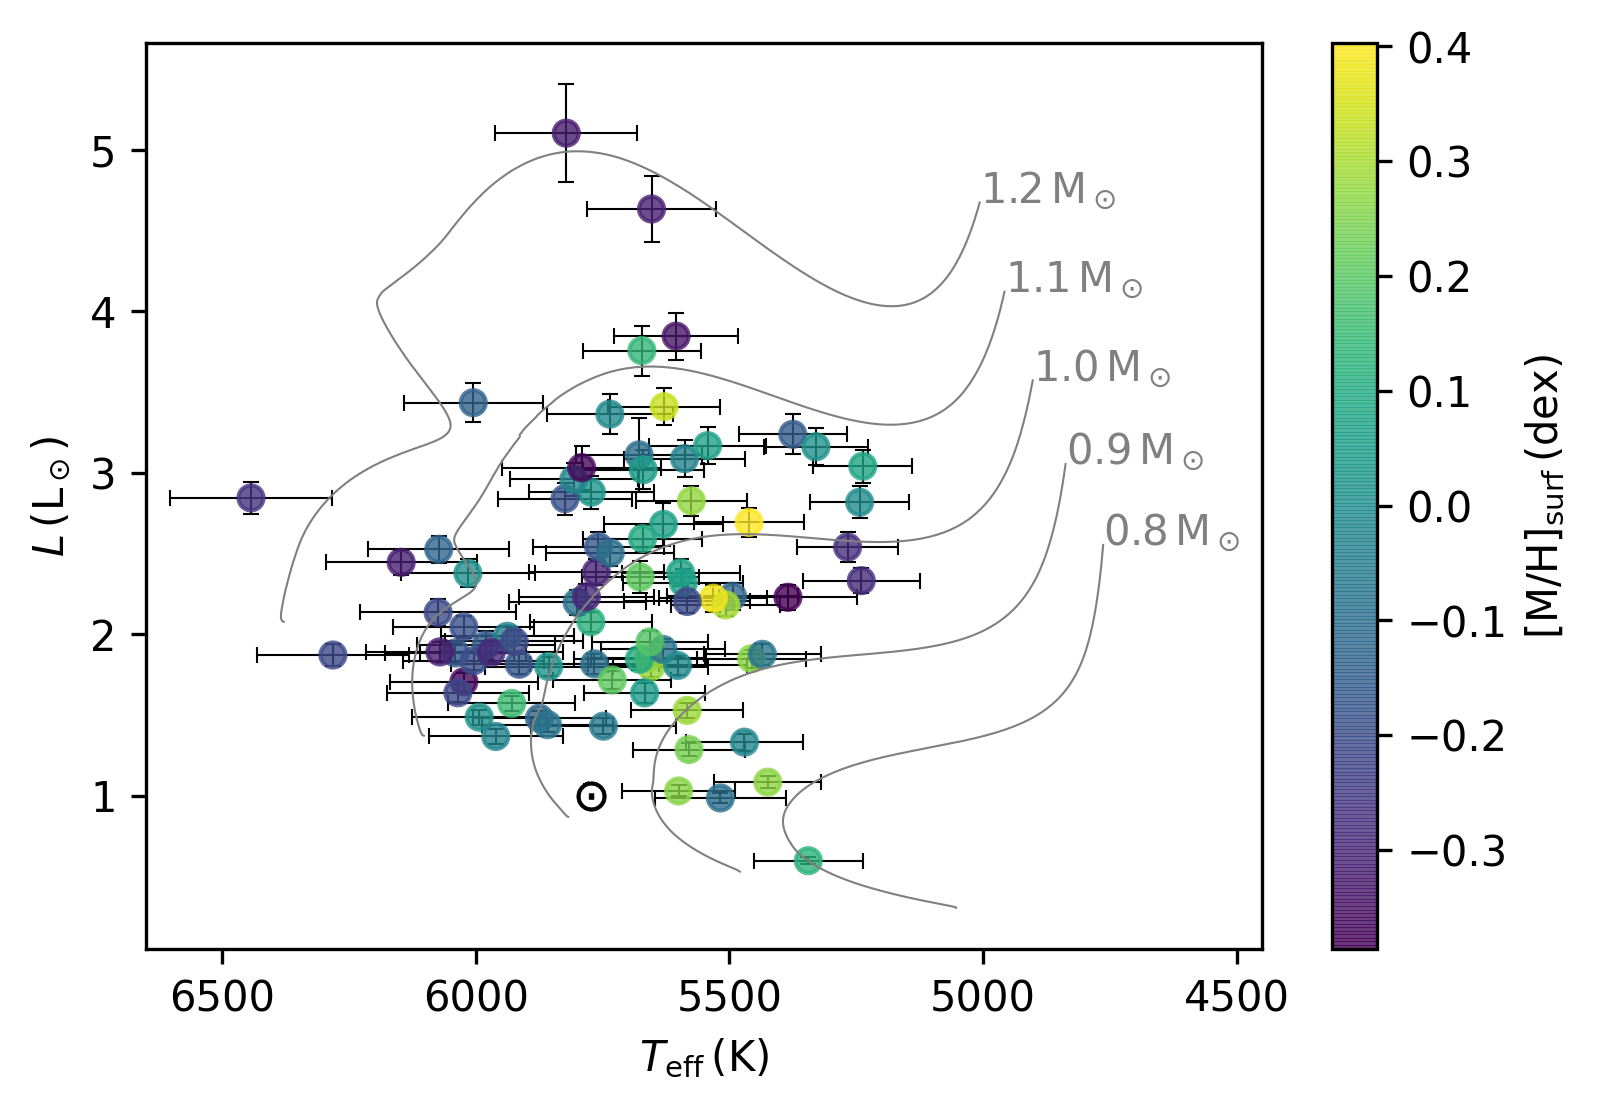 5
4
3
2
1
L (L⊙)
6500
6000
5500
5000
4500
Teff (K)
1.2 M⊙
1.1 M⊙
1.0 M⊙
0.9 M⊙
0.8 M⊙
0.4
0.3
0.2
0.1
0.0
−0.1
−0.2
−0.3
[M/H]surf (dex)